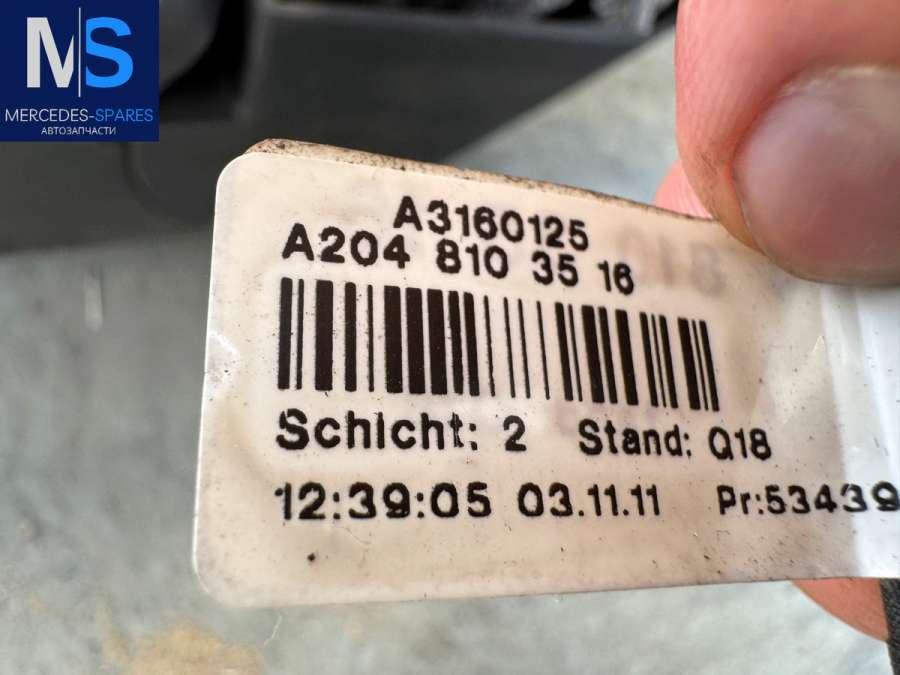 MS
MERCEDES-SPARES
АВТОЗАПЧАСТИ
A3160125
A204 810 35 16
Schicht: 2 Stand: Q18
12:39:05 03.11.11 Pr:53439